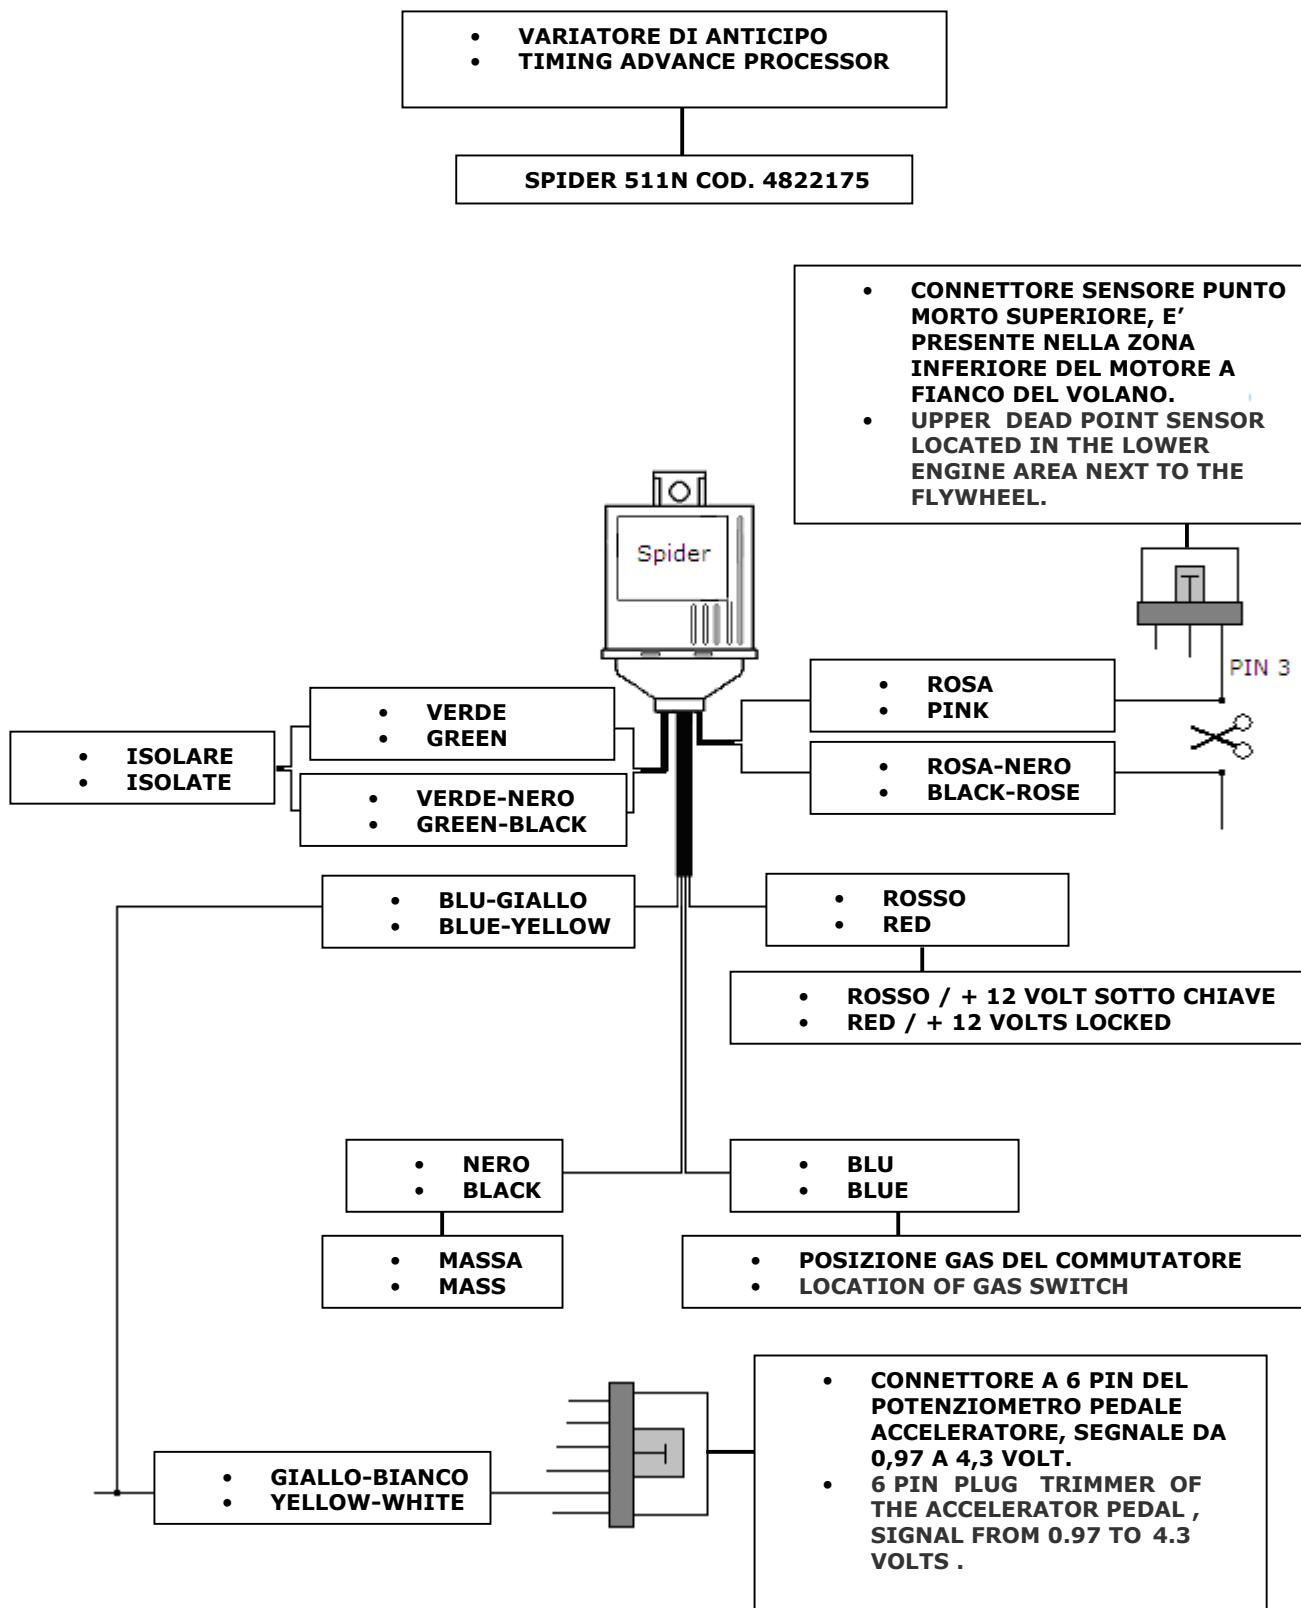 • VARIATORE DI ANTICIPO
• TIMING ADVANCE PROCESSOR
SPIDER 511N COD. 4822175
• CONNETTORE SENSORE PUNTO
MORTO SUPERIORE, E’
PRESENTE NELLA ZONA
INFERIORE DEL MOTORE A
FIANCO DEL VOLANO.
• UPPER DEAD POINT SENSOR
LOCATED IN THE LOWER
ENGINE AREA NEXT TO THE
FLYWHEEL.
Spider
PIN 3
• ROSA
• PINK
• VERDE
• GREEN
• ISOLARE
• ISOLATE
• ROSA-NERO
• BLACK-ROSE
• VERDE-NERO
• GREEN-BLACK
• BLU-GIALLO
• BLUE-YELLOW
• ROSSO
• RED
• ROSSO / + 12 VOLT SOTTO CHIAVE
• RED / + 12 VOLTS LOCKED
• NERO
• BLACK
• BLU
• BLUE
• MASSA
• MASS
• POSIZIONE GAS DEL COMMUTATORE
• LOCATION OF GAS SWITCH
• CONNETTORE A 6 PIN DEL
POTENZIOMETRO PEDALE
ACCELERATORE, SEGNALE DA
0,97 A 4,3 VOLT.
• 6 PIN PLUG TRIMMER OF
THE ACCELERATOR PEDAL ,
SIGNAL FROM 0.97 TO 4.3
VOLTS .
• GIALLO-BIANCO
• YELLOW-WHITE